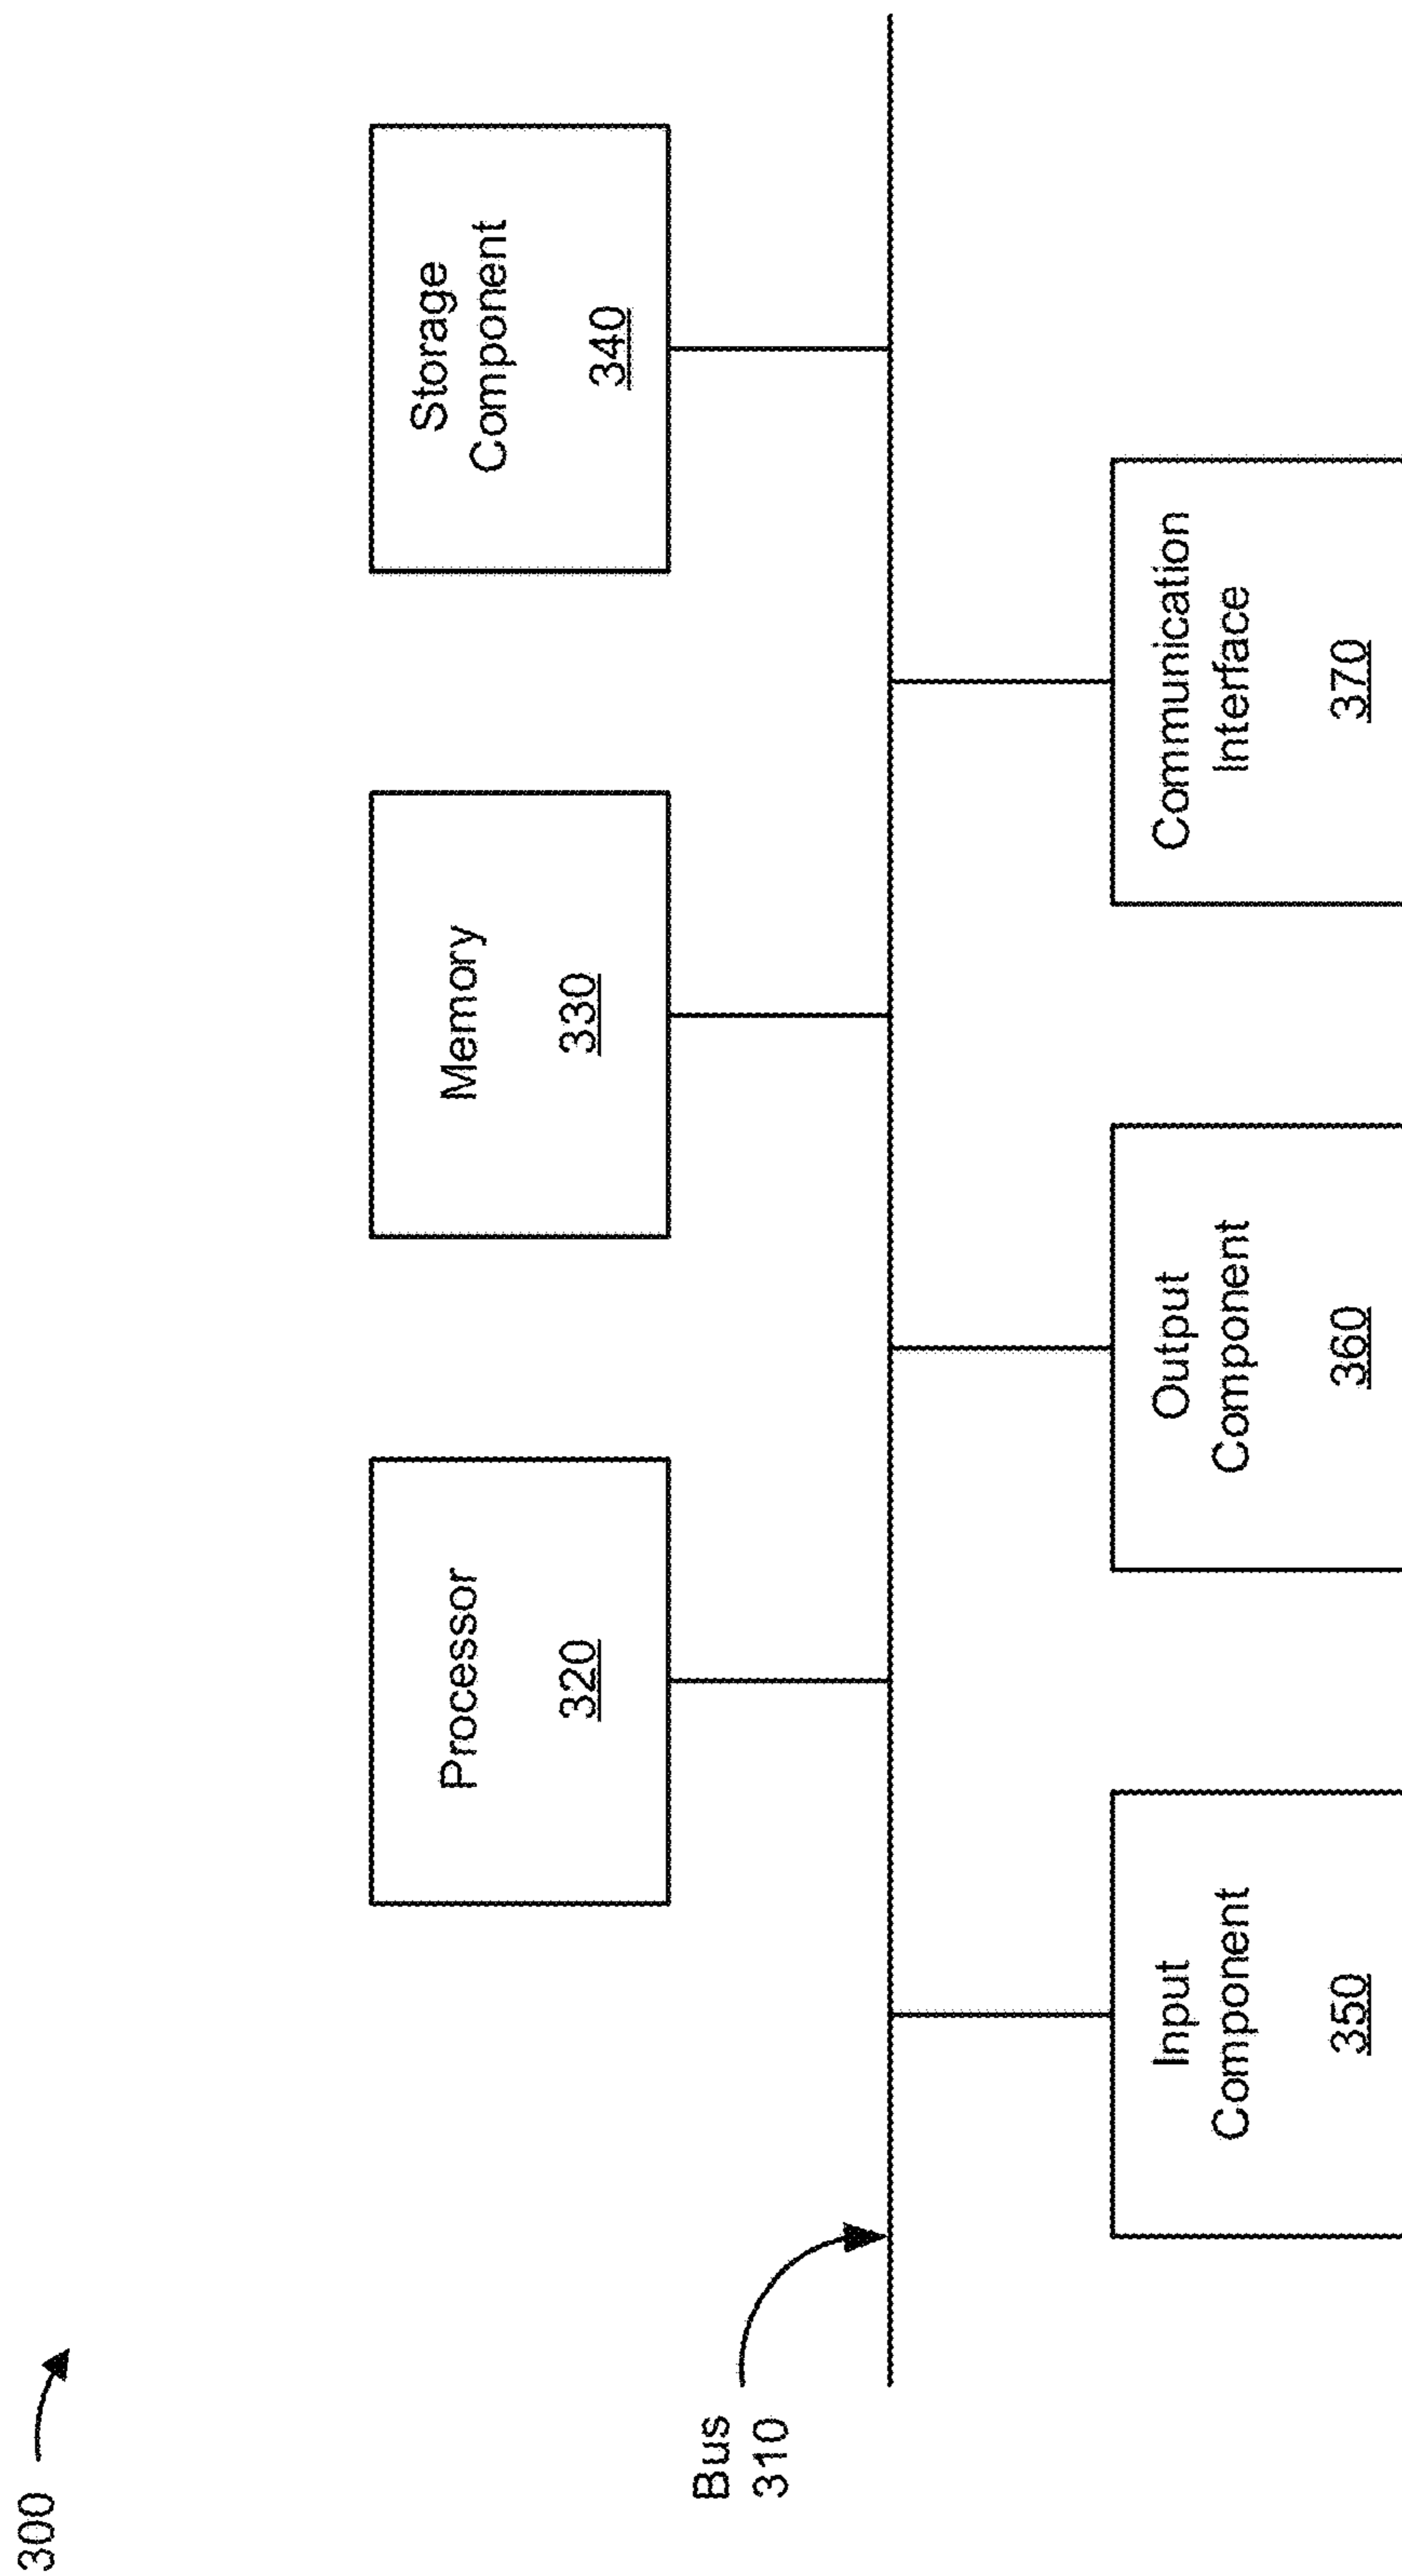 300
Processor
320
Memory
330
Storage
Component
340
Bus
310
Input
Component
350
Output
Component
360
Communication
Interface
370